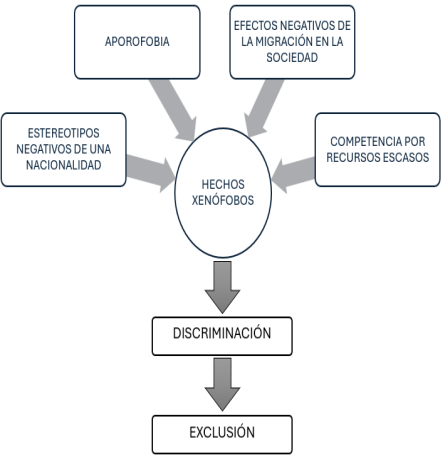 APOROFOBIA
EFECTOS NEGATIVOS DE
LA MIGRACIÓN EN LA
SOCIEDAD
ESTEREOTIPOS
NEGATIVOS DE UNA
NACIONALIDAD
COMPETENCIA POR
RECURSOS ESCASOS
HECHOS
XENÓFOBOS
DISCRIMINACIÓN
EXCLUSIÓN